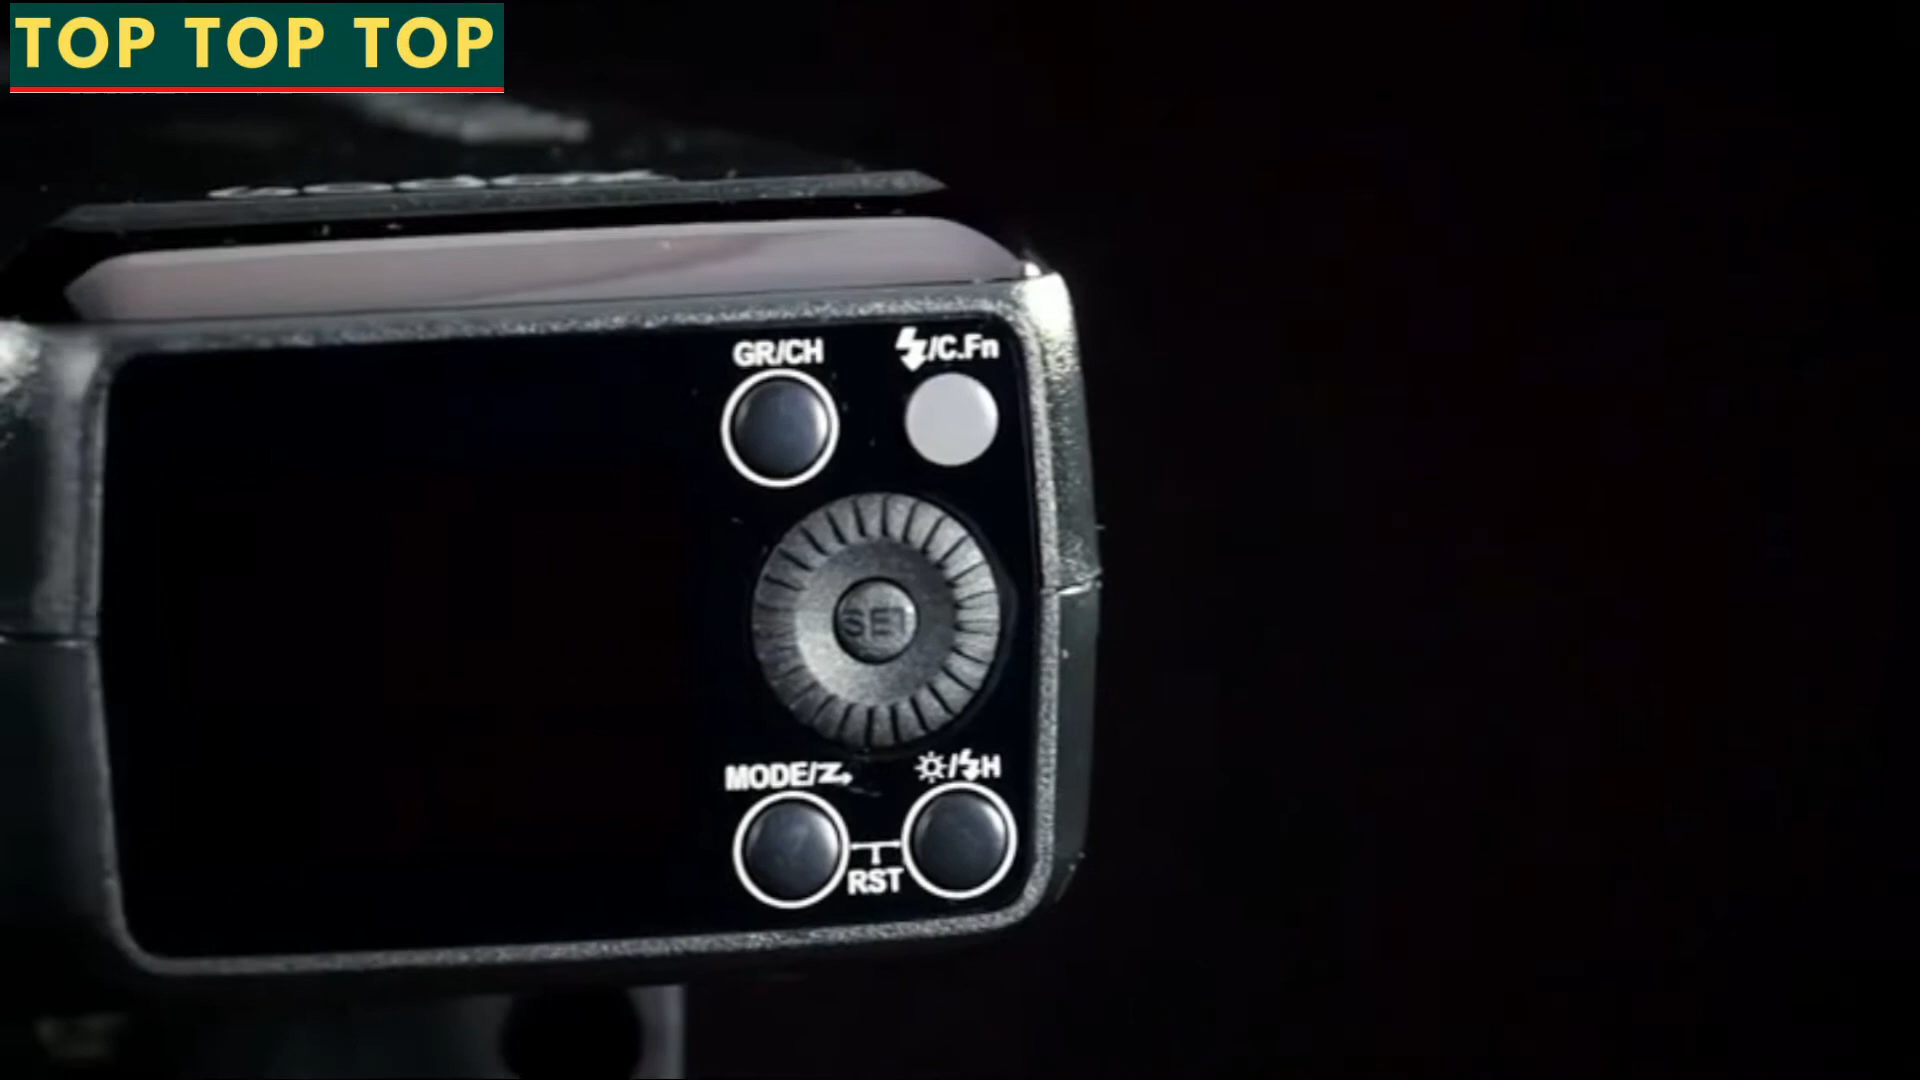 TOP TOP TOP
GR/CH
/C.Fn
SET
MODE/Z
/H
RST